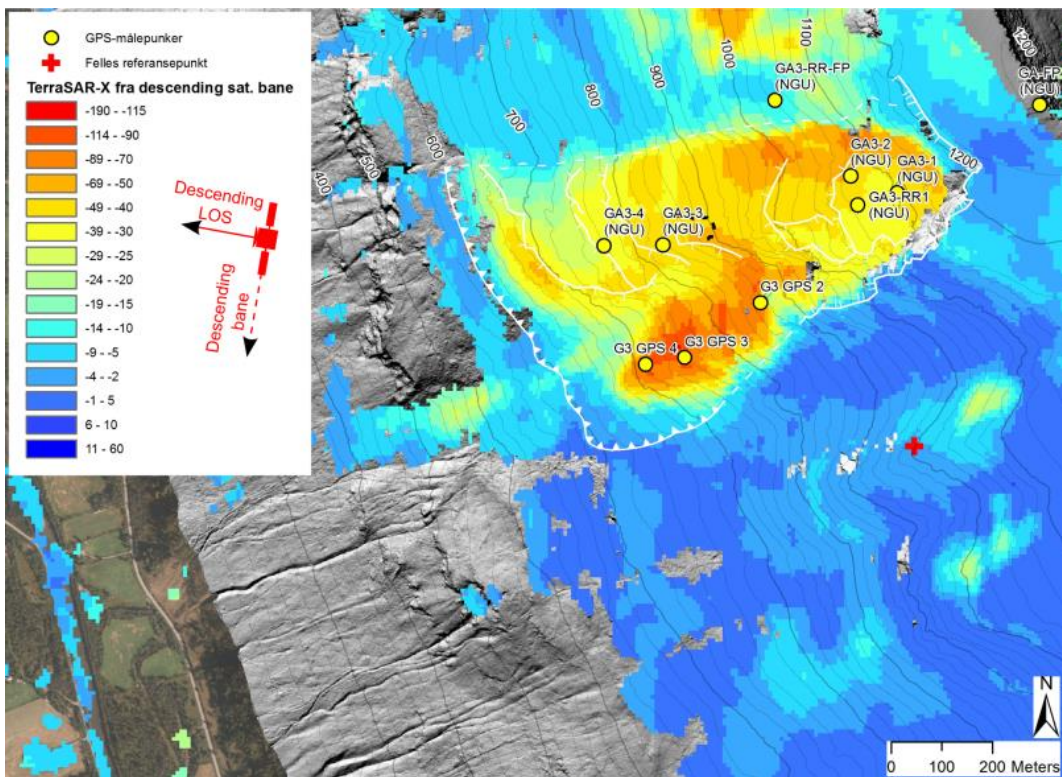 GPS-målepunker
Felles referansepunkt
TerraSAR-X fra descending sat. bane
-190 - -115
-114 - -90
-89 - -70
-69 - -50
-49 - -40
-39 - -30
-29 - -25
-24 - -20
-19 - -15
-14 - -10
-9 - -5
-4 - -2
-1 - 5
6 - 10
11 - 60
Descending
LOS
Descending
bane
400
500
600
700
800
900
1000
1100
1200
1200
GA3-RR-FP
(NGU)
GA-FP
(NGU)
GA3-2
(NGU)
GA3-1
(NGU)
GA3-RR1
(NGU)
GA3-4
(NGU)
GA3-3
(NGU)
G3 GPS 2
G3 GPS 4
G3 GPS 3
N
0 100 200 Meters